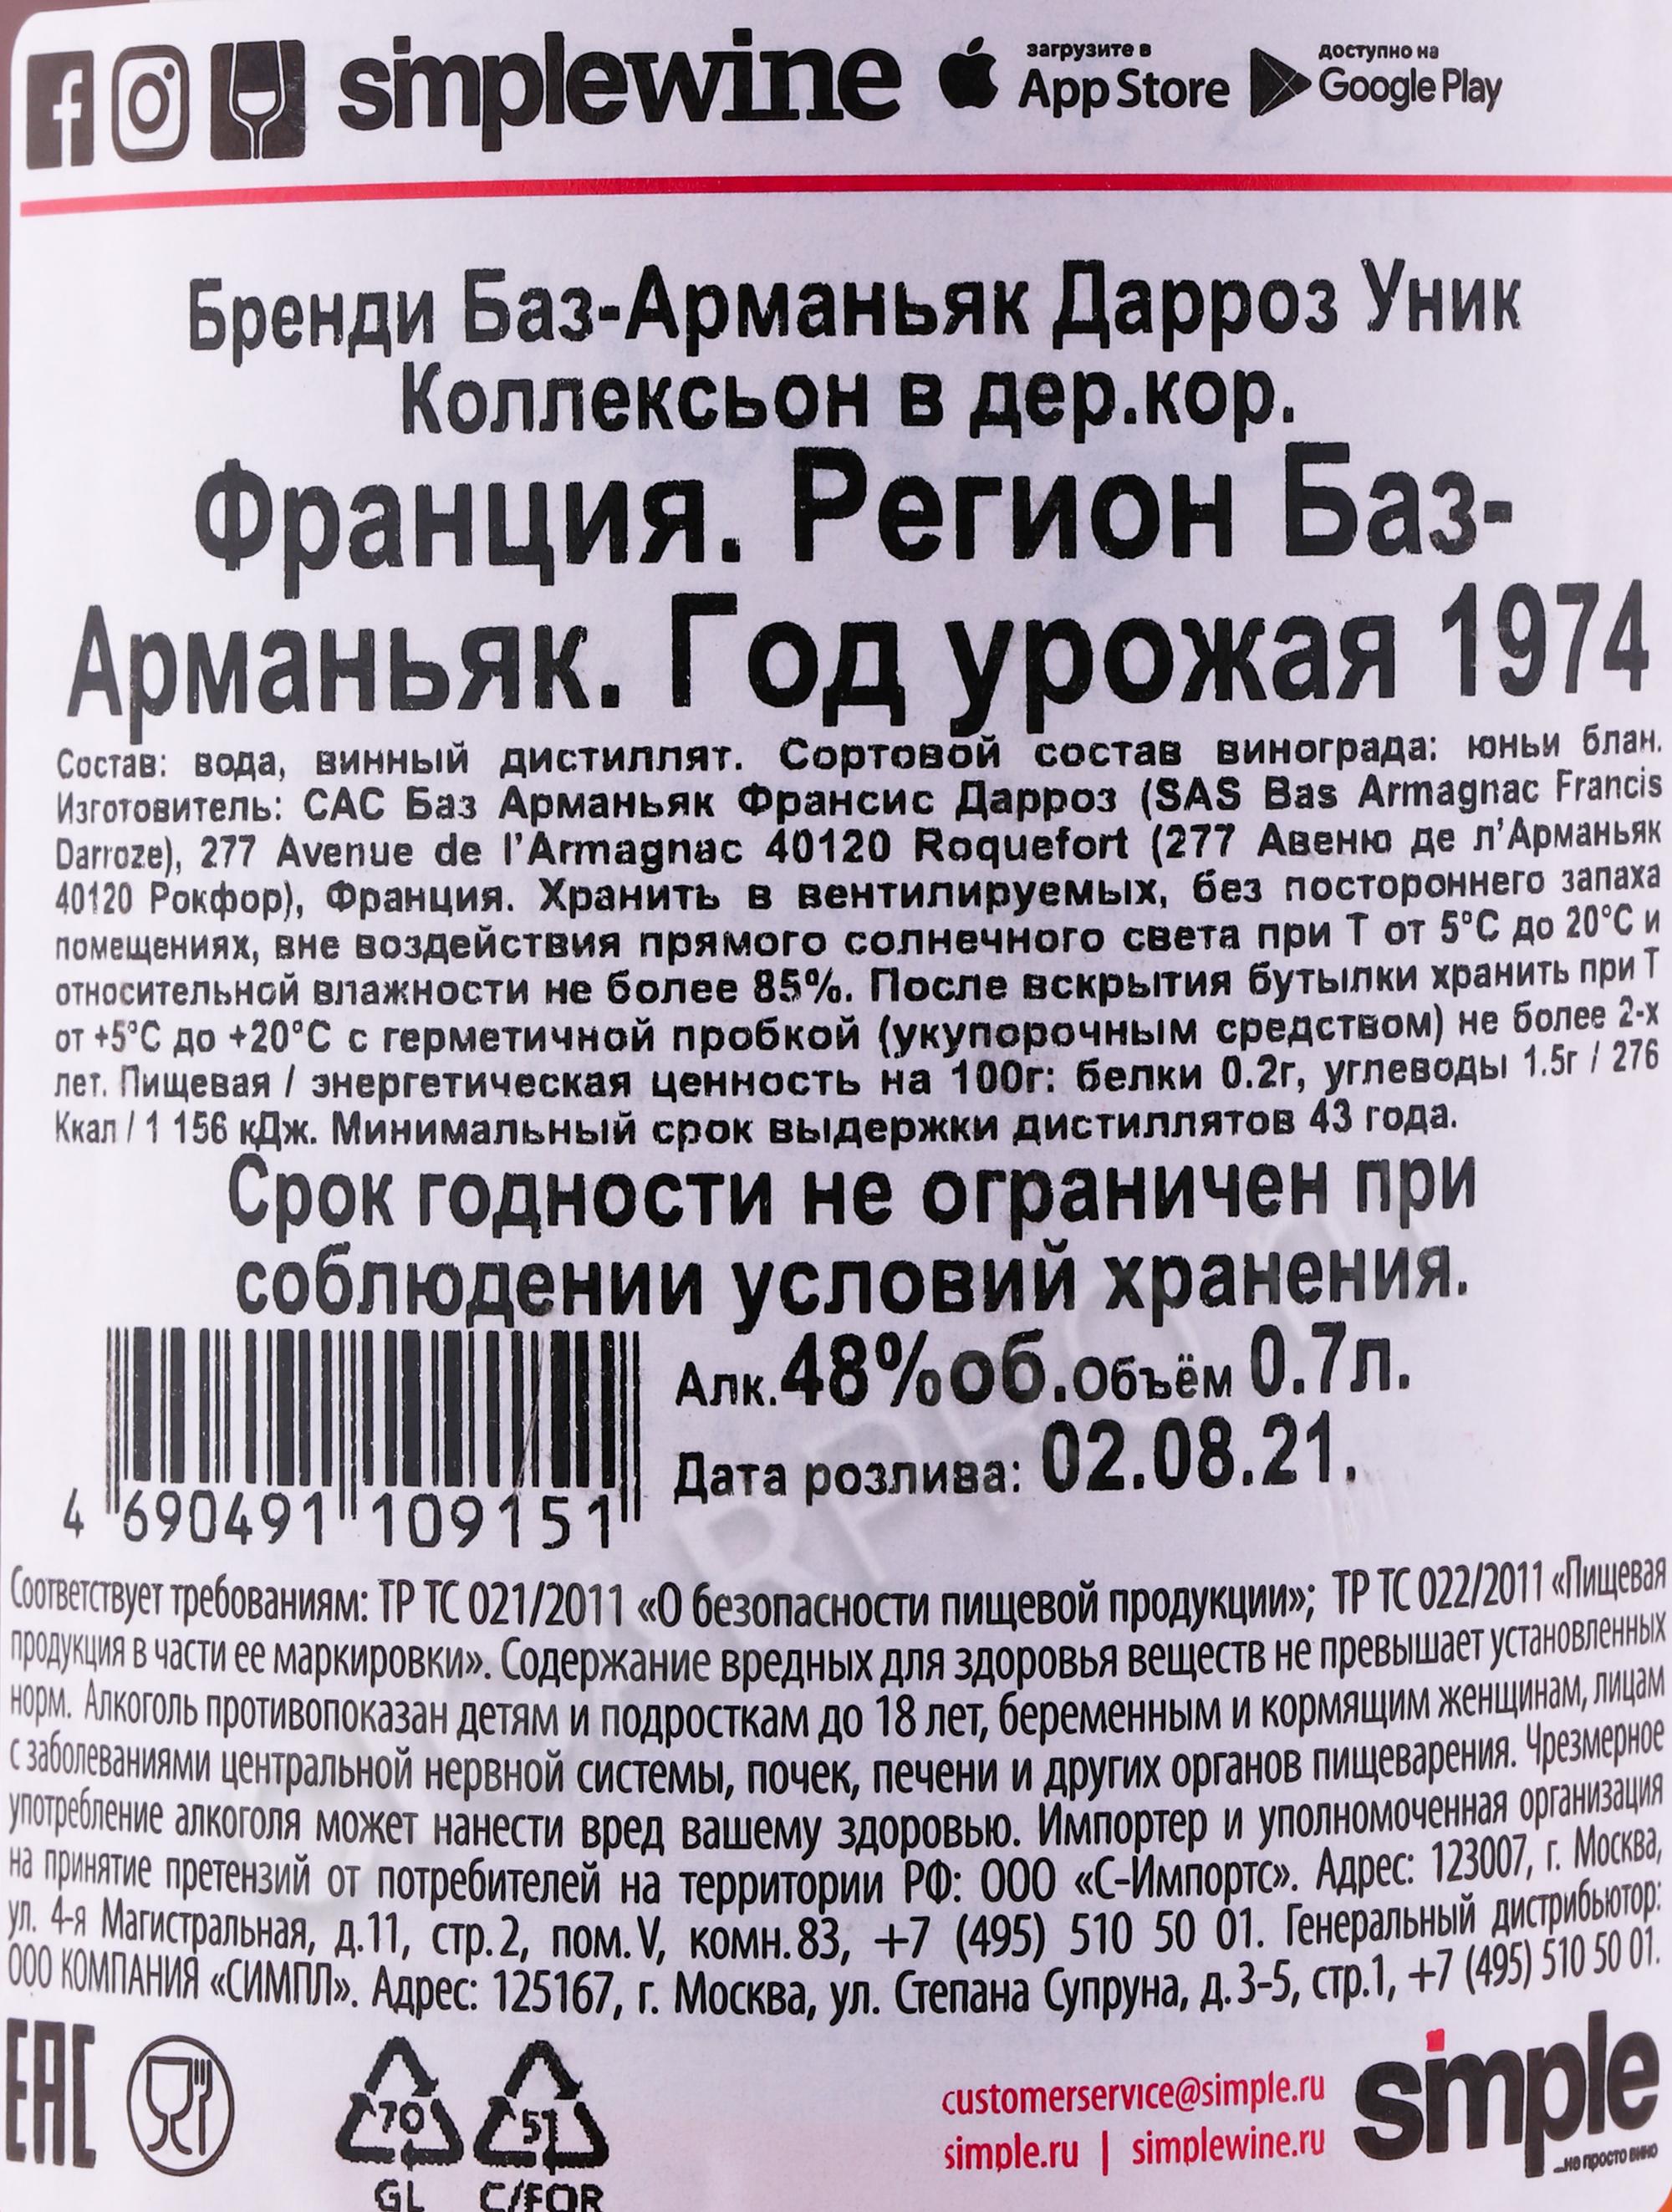 simplewine загрузите в App Store доступно на Google Play
Бренди Баз-Арманьяк Дарроз Уник
Коллексьон в дер.кор.
Франция. Регион Баз-
Арманьяк. Год урожая 1974
Состав: вода, винный дистиллят. Сортовой состав винограда: юньи блан.
Изготовитель: САС Баз Арманьяк Франсис Дарроз (SAS Bas Armagnac Francis
Darroze), 277 Avenue de l'Armagnac 40120 Roquefort (277 Авеню де л'Арманьяк
40120 Рокфор), Франция. Хранить в вентилируемых, без постороннего запаха
помещениях, вне воздействия прямого солнечного света при Т от 5°С до 20°С и
относительной влажности не более 85%. После вскрытия бутылки хранить при Т
от +5°С до +20°С с герметичной пробкой (укупорочным средством) не более 2-х
лет. Пищевая / энергетическая ценность на 100г: белки 0.2г, углеводы 1.5г / 276
Ккал / 1 156 кДж. Минимальный срок выдержки дистиллятов 43 года.
Срок годности не ограничен при
соблюдении условий хранения.
Алк.48%об.Объём 0.7л.
Дата розлива: 02.08.21.
4 690491 109151
Соответствует требованиям: ТР ТС 021/2011 «О безопасности пищевой продукции»; ТР ТС 022/2011 «Пищевая
продукция в части ее маркировки». Содержание вредных для здоровья веществ не превышает установленных
норм. Алкоголь противопоказан детям и подросткам до 18 лет, беременным и кормящим женщинам, лицам
с заболеваниями центральной нервной системы, почек, печени и других органов пищеварения. Чрезмерное
употребление алкоголя может нанести вред вашему здоровью. Импортер и уполномоченная организация
на принятие претензий от потребителей на территории РФ: ООО «С-Импортс». Адрес: 123007, г. Москва,
ул. 4-я Магистральная, д.11, стр.2, пом.V, комн.83, +7 (495) 510 50 01. Генеральный дистрибьютор:
ООО КОМПАНИЯ «СИМПЛ». Адрес: 125167, г. Москва, ул. Степана Супруна, д.3-5, стр.1, +7 (495) 510 50 01.
EAC
70
GL
51
C/FOR
customerservice@simple.ru
simple.ru | simplewine.ru
simple
...не просто вино